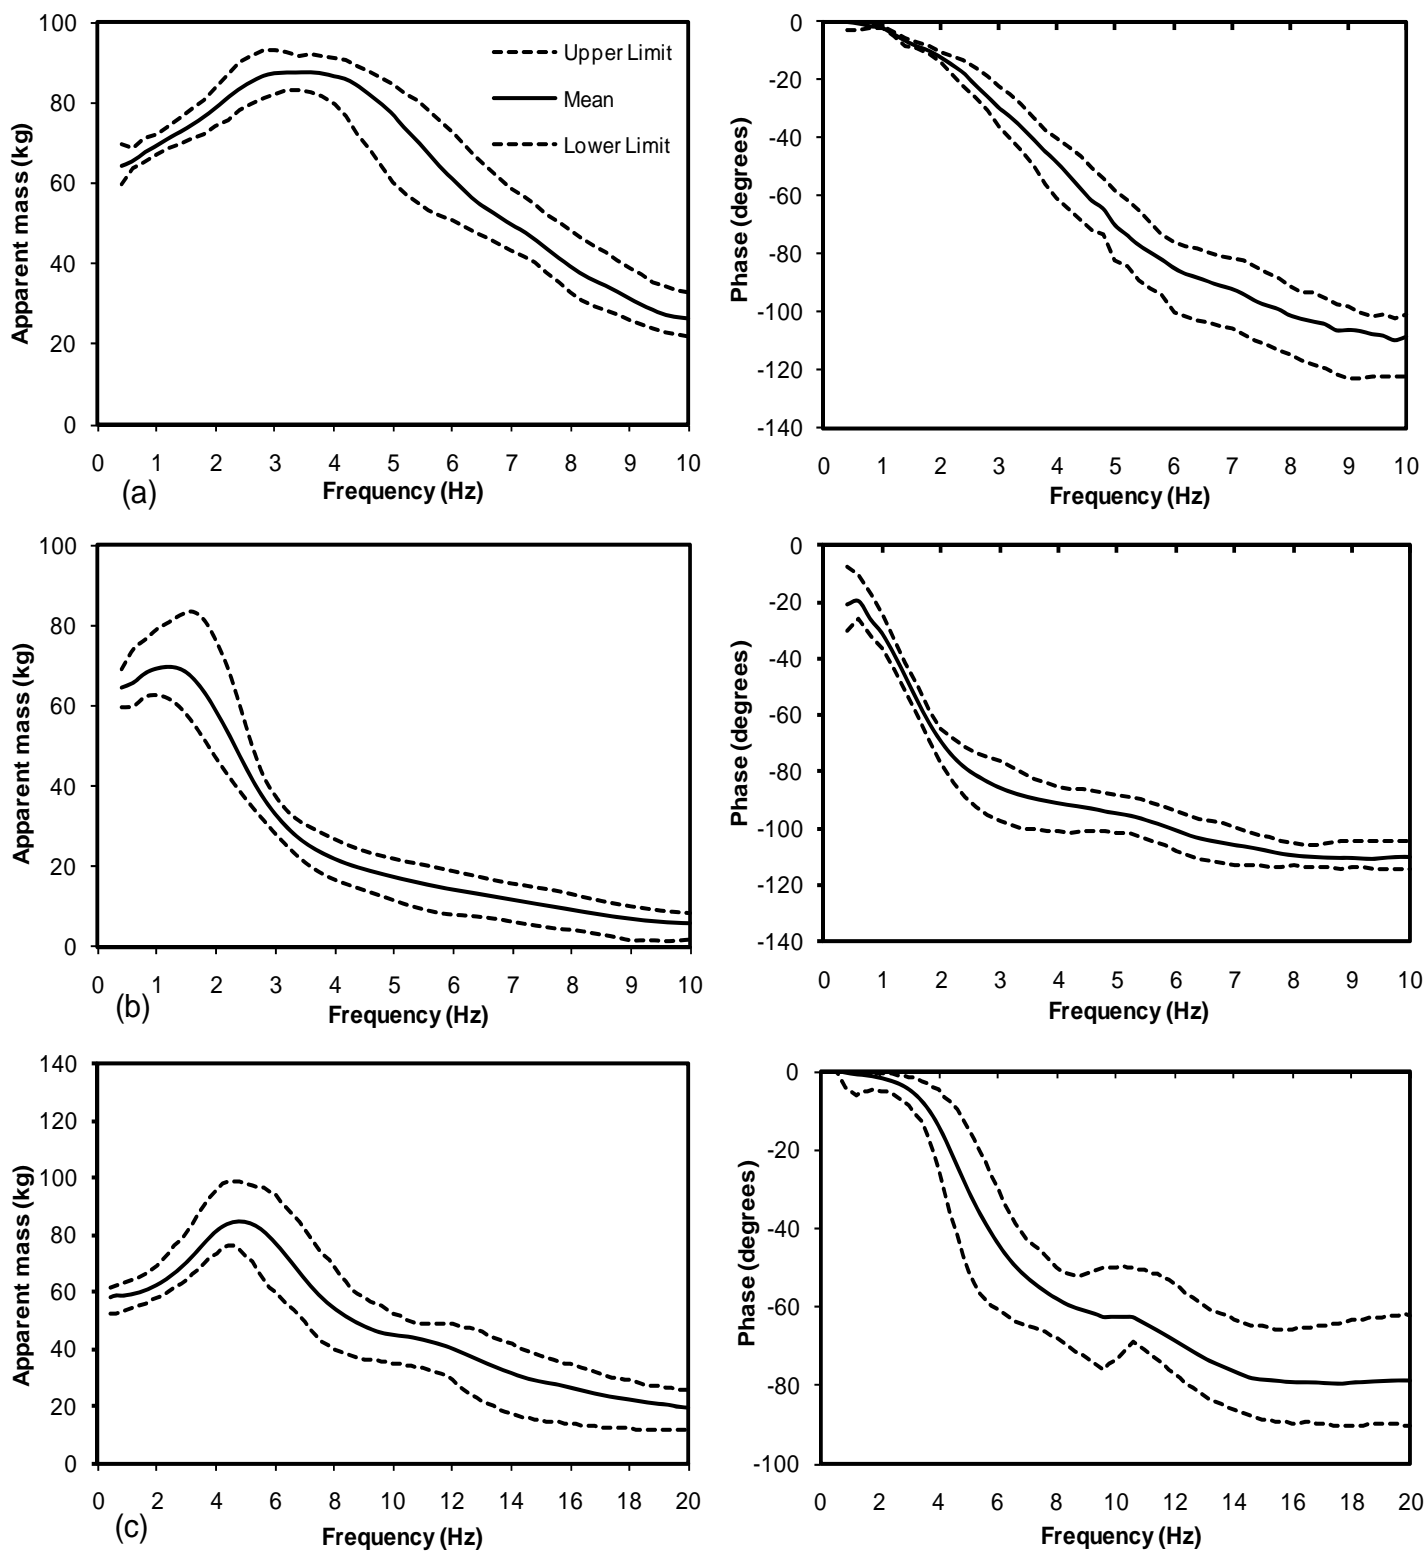 100
80
60
40
20
0
Apparent mass (kg)
Upper Limit
Mean
Lower Limit
0 1 2 3 4 5 6 7 8 9 10
Frequency (Hz)
(a)
0
-20
-40
-60
-80
-100
-120
-140
Phase (degrees)
0 1 2 3 4 5 6 7 8 9 10
Frequency (Hz)
100
80
60
40
20
0
Apparent mass (kg)
0 1 2 3 4 5 6 7 8 9 10
Frequency (Hz)
(b)
0
-20
-40
-60
-80
-100
-120
-140
Phase (degrees)
0 1 2 3 4 5 6 7 8 9 10
Frequency (Hz)
140
120
100
80
60
40
20
0
Apparent mass (kg)
0 2 4 6 8 10 12 14 16 18 20
Frequency (Hz)
(c)
0
-20
-40
-60
-80
-100
Phase (degrees)
0 2 4 6 8 10 12 14 16 18 20
Frequency (Hz)